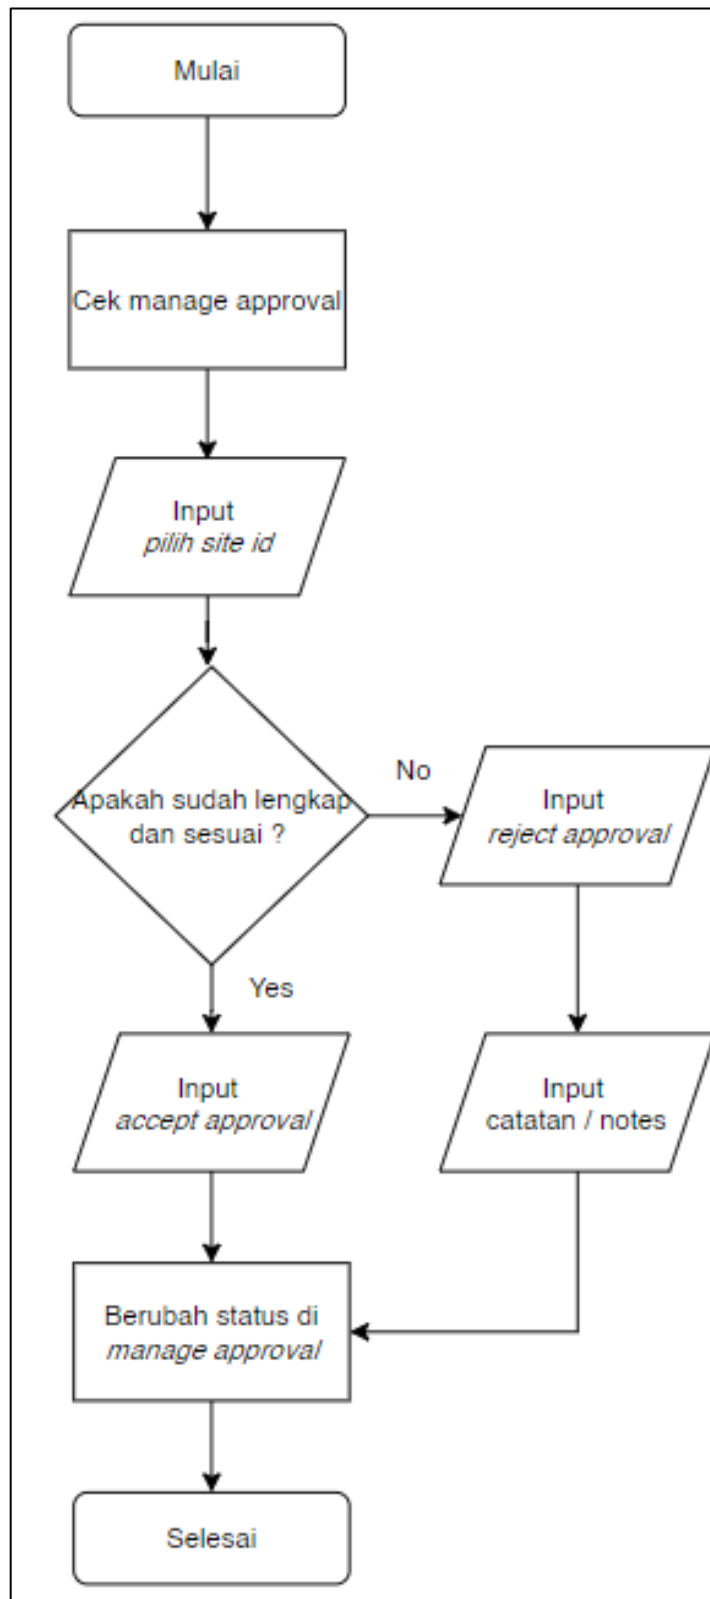 Mulai
Cek manage approval
Input
pilih site id
Apakah sudah lengkap
dan sesuai ?
No
Input
reject approval
Yes
Input
accept approval
Input
catatan / notes
Berubah status di
manage approval
Selesai